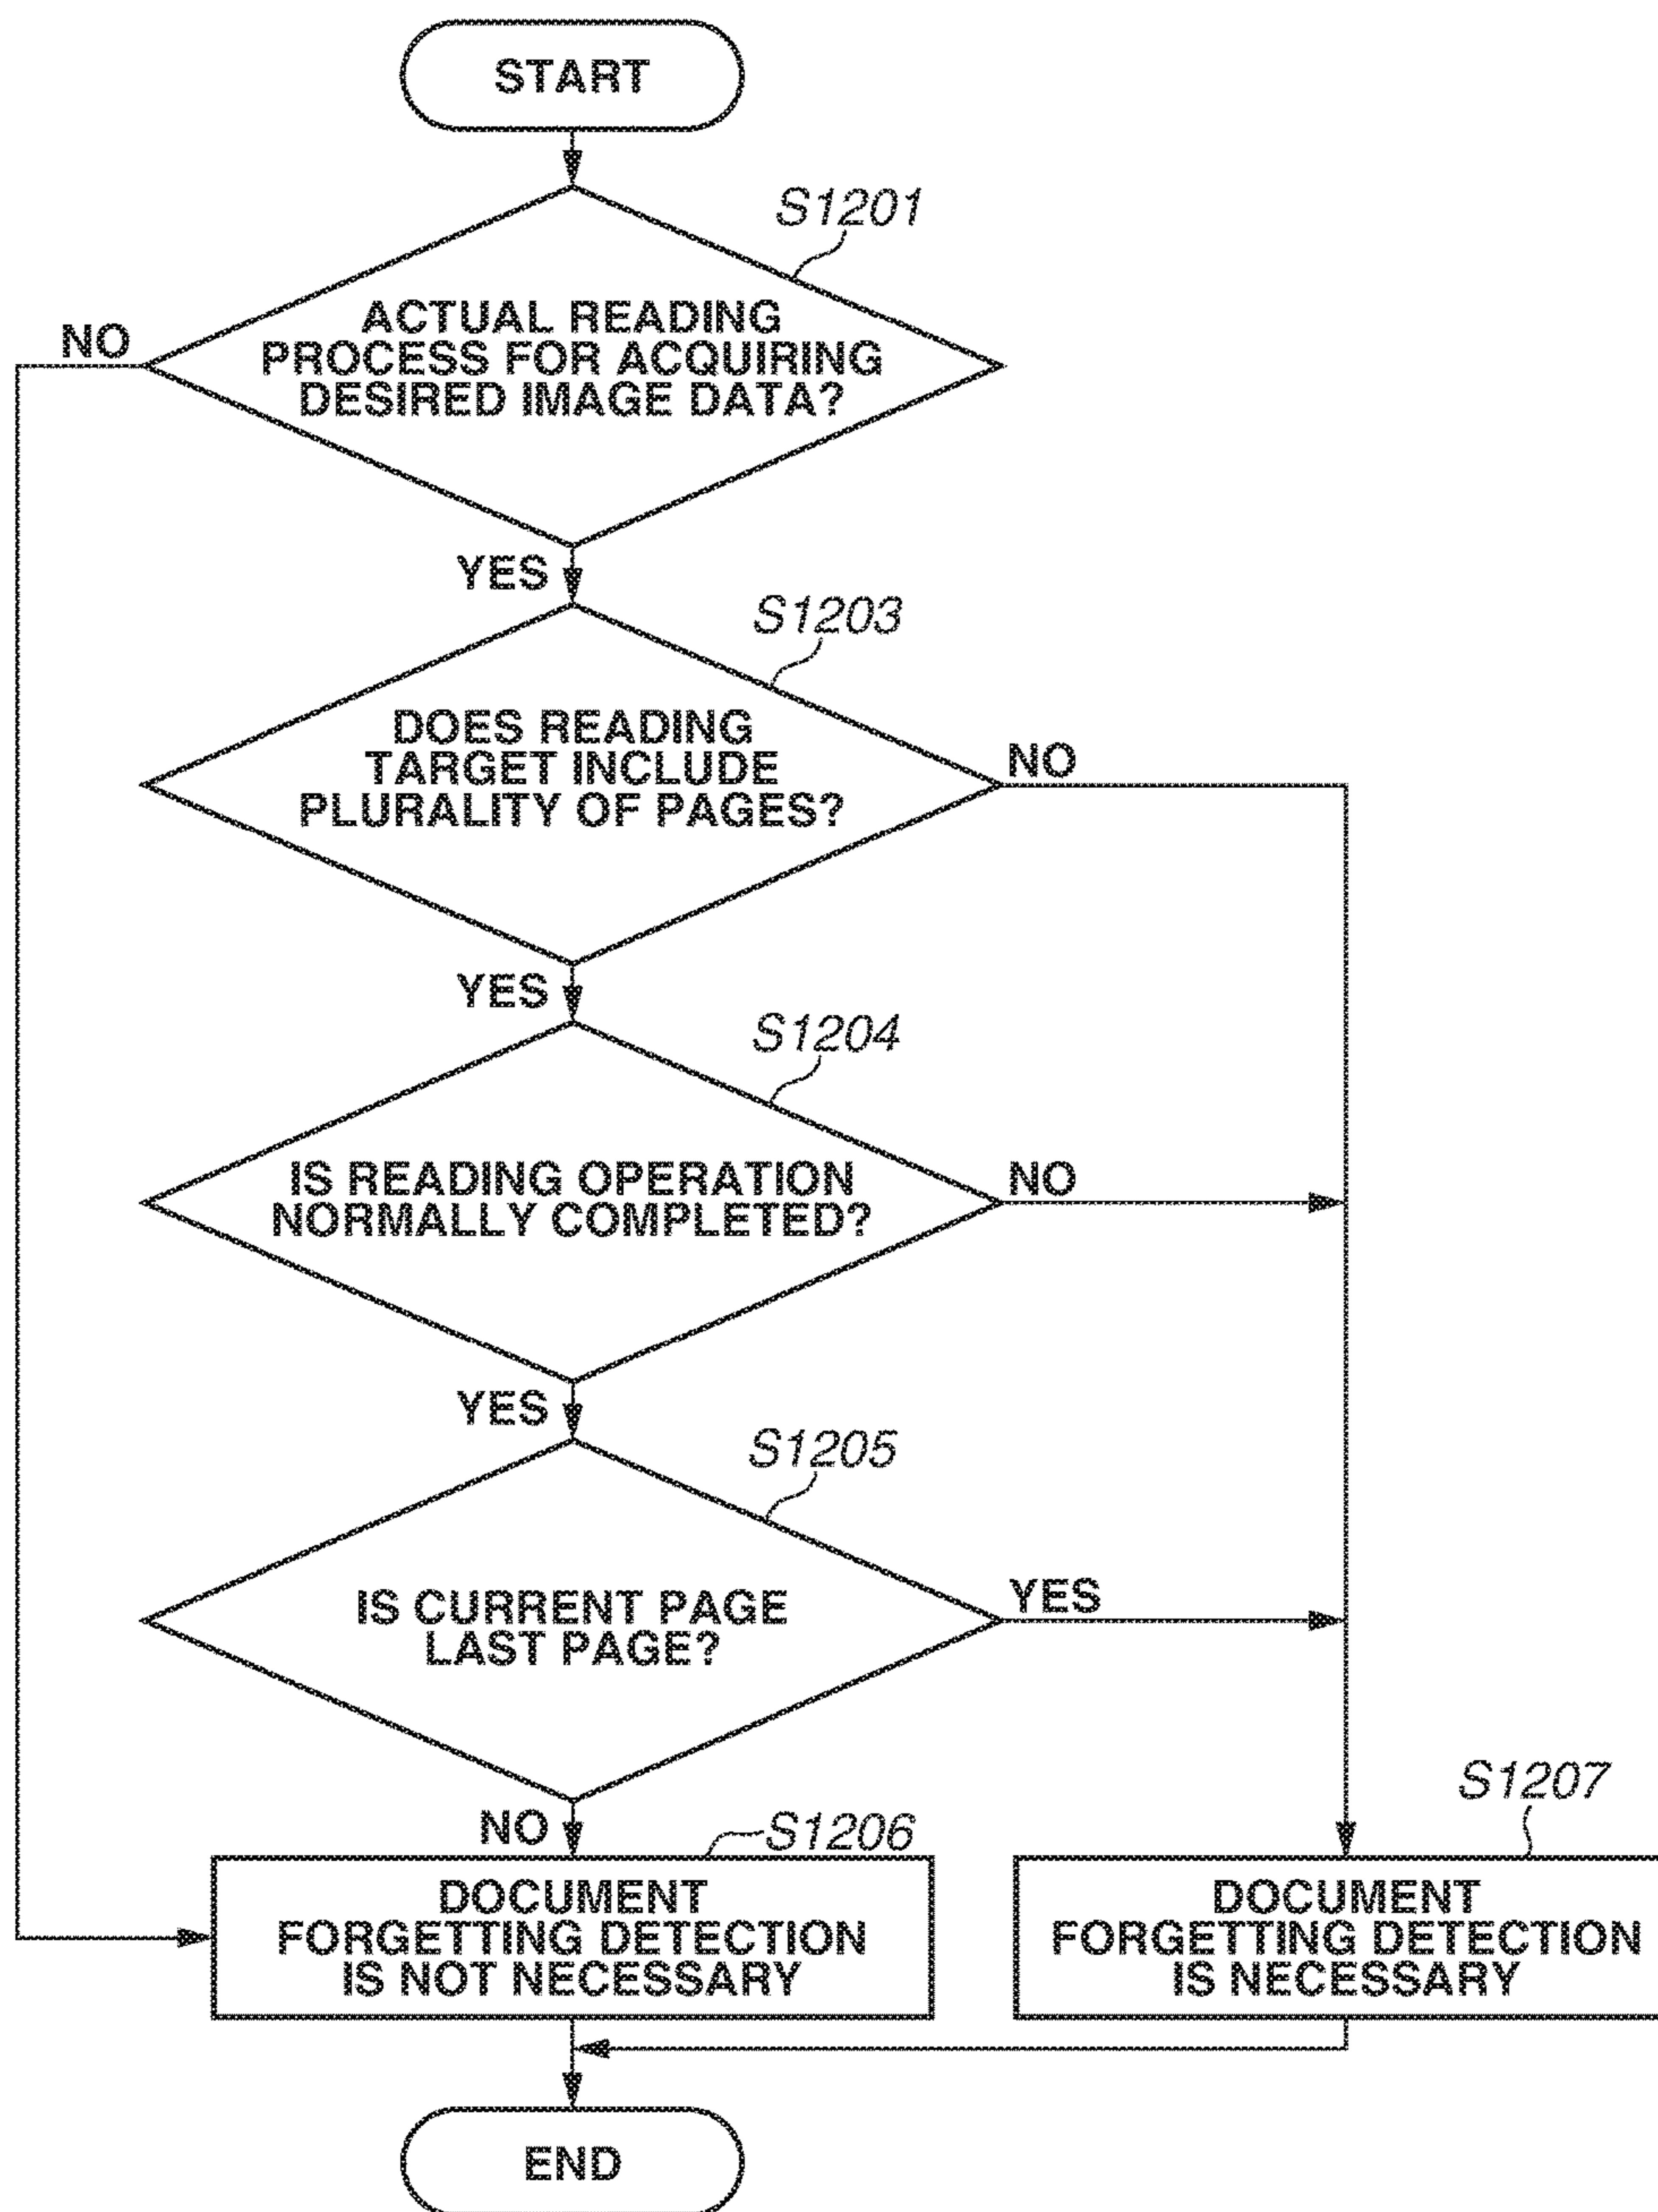 START
S1201
ACTUAL READING
PROCESS FOR ACQUIRING
DESIRED IMAGE DATA?
NO
YES
S1203
DOES READING
TARGET INCLUDE
PLURALITY OF PAGES?
NO
YES
S1204
IS READING OPERATION
NORMALLY COMPLETED?
NO
YES
S1205
IS CURRENT PAGE
LAST PAGE?
YES
NO
S1206
DOCUMENT
FORGETTING DETECTION
IS NOT NECESSARY
S1207
DOCUMENT
FORGETTING DETECTION
IS NECESSARY
END